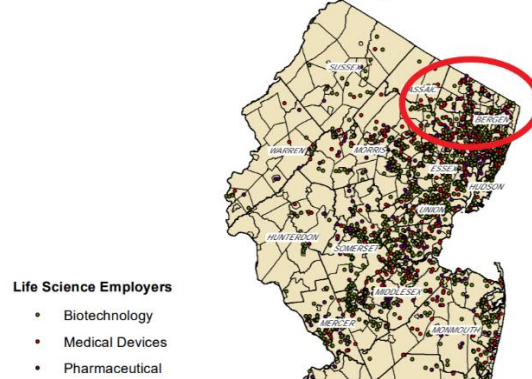 SUSSEX
ASSAIC
BERGEN
WARREN
MORRIS
ESSEX
HUDSON
UNION
HUNTERDON
SOMERSET
MIDDLESEX
MERCER
MONMOUTH
Life Science Employers
Biotechnology
Medical Devices
Pharmaceutical